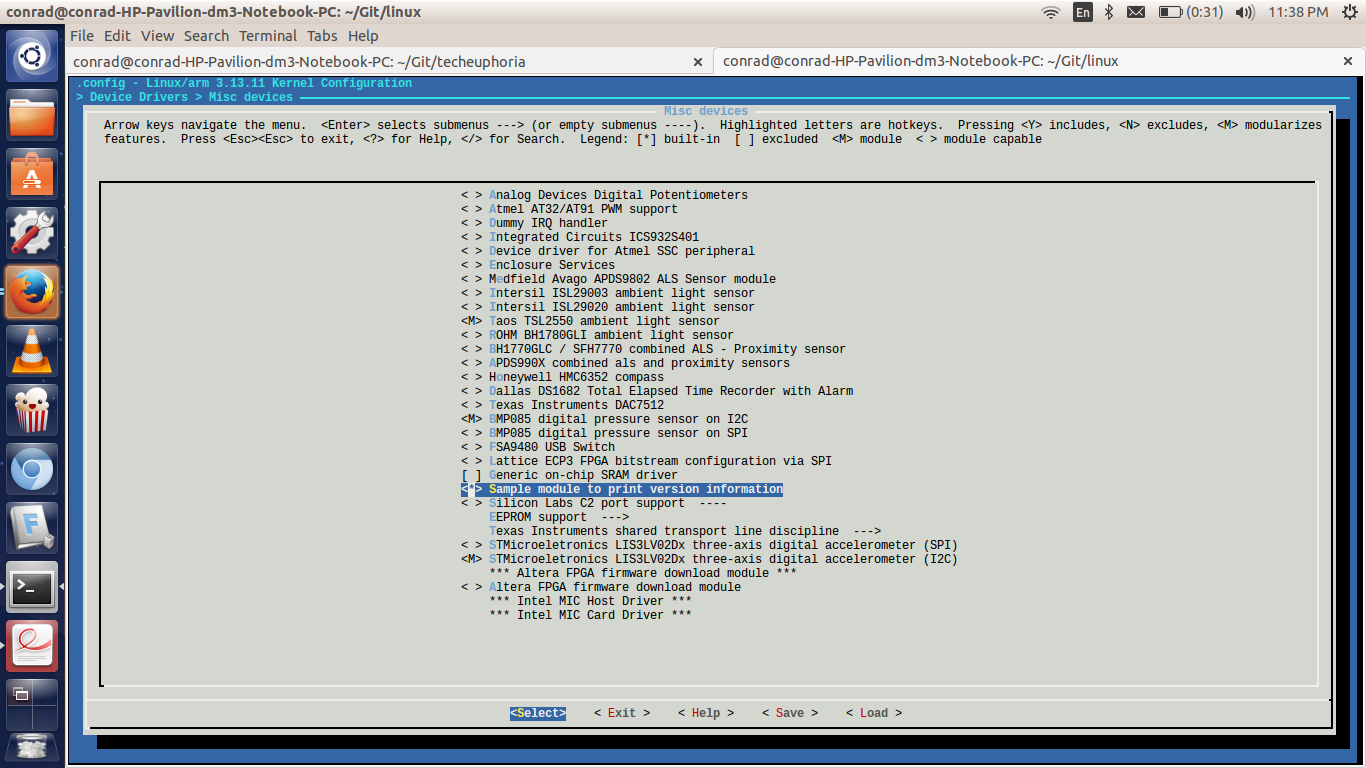 conrad@conrad-HP-Pavilion-dm3-Notebook-PC: ~/Git/linux
En
(0:31)
11:38 PM
File Edit View Search Terminal Tabs Help
conrad@conrad-HP-Pavilion-dm3-Notebook-PC: ~/Git/techeuphoria ×
conrad@conrad-HP-Pavilion-dm3-Notebook-PC: ~/Git/linux ×
.config - Linux/arm 3.13.11 Kernel Configuration
> Device Drivers > Misc devices
Misc devices
Arrow keys navigate the menu.  <Enter> selects submenus ---> (or empty submenus ----).  Highlighted letters are hotkeys.  Pressing <Y> includes, <N> excludes, <M> modularizes
features.  Press <Esc><Esc> to exit, <?> for Help, </> for Search.  Legend: [*] built-in  [ ] excluded  <M> module  < > module capable
< > Analog Devices Digital Potentiometers
< > Atmel AT32/AT91 PWM support
< > Dummy IRQ handler
< > Integrated Circuits ICS932S401
< > Device driver for Atmel SSC peripheral
< > Enclosure Services
< > Medfield Avago APDS9802 ALS Sensor module
< > Intersil ISL29003 ambient light sensor
< > Intersil ISL29020 ambient light sensor
<M> Taos TSL2550 ambient light sensor
< > ROHM BH1780GLI ambient light sensor
< > BH1770GLC / SFH7770 combined ALS - Proximity sensor
< > APDS990X combined als and proximity sensors
< > Honeywell HMC6352 compass
< > Dallas DS1682 Total Elapsed Time Recorder with Alarm
< > Texas Instruments DAC7512
<M> BMP085 digital pressure sensor on I2C
< > BMP085 digital pressure sensor on SPI
< > FSA9480 USB Switch
< > Lattice ECP3 FPGA bitstream configuration via SPI
[ ] Generic on-chip SRAM driver
<*> Sample module to print version information
< > Silicon Labs C2 port support  ----
EEPROM support  --->
Texas Instruments shared transport line discipline  --->
< > STMicroeletronics LIS3LV02Dx three-axis digital accelerometer (SPI)
<M> STMicroeletronics LIS3LV02Dx three-axis digital accelerometer (I2C)
*** Altera FPGA firmware download module ***
< > Altera FPGA firmware download module
*** Intel MIC Host Driver ***
*** Intel MIC Card Driver ***
<Select>    < Exit >    < Help >    < Save >    < Load >